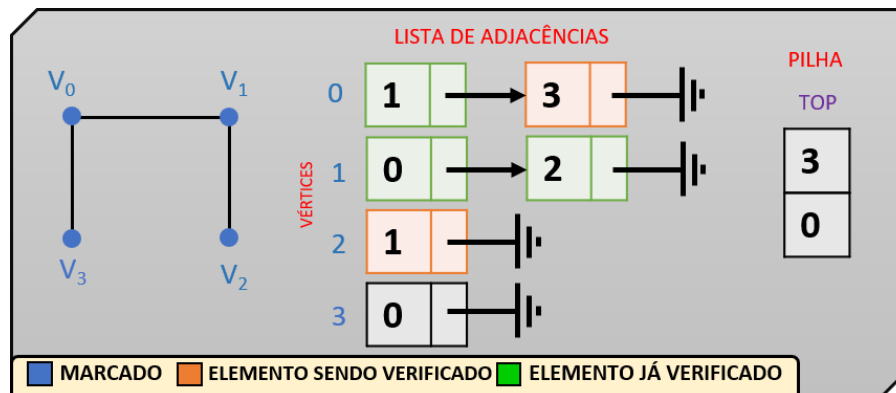 LISTA DE ADJACÊNCIAS
PILHA
TOP
V0 V1
V3 V2
VÉRTICES
0 1 3
1 0 2
2 1
3 0
3
0
MARCADO ELEMENTO SENDO VERIFICADO ELEMENTO JÁ VERIFICADO